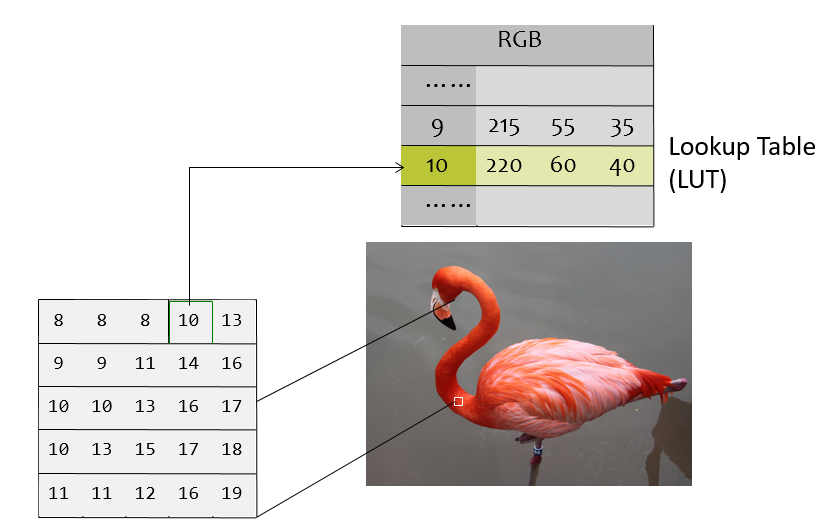 RGB
......
9 215 55 35
10 220 60 40
......
Lookup Table
(LUT)
8 8 8 10 13
9 9 11 14 16
10 10 13 16 17
10 13 15 17 18
11 11 12 16 19